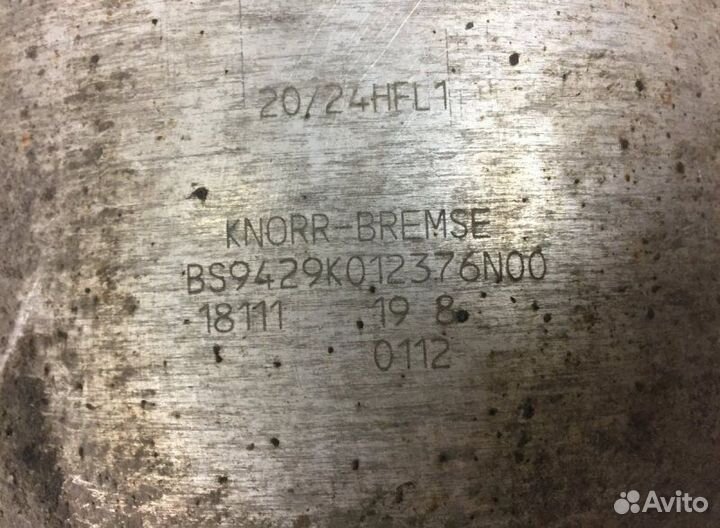 20/24HFL1
KNORR-BREMSE
BS9429K012376N00
18111 19 8
0112
Avito